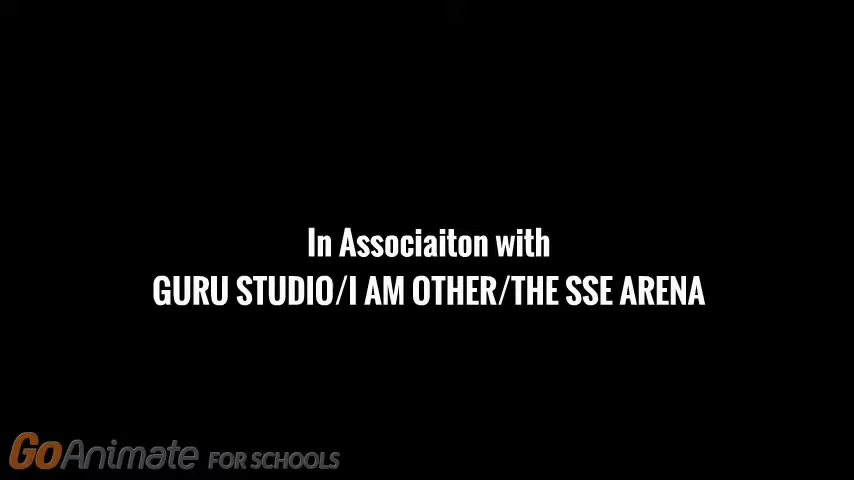 In Associaiton with
GURU STUDIO/I AM OTHER/THE SSE ARENA
GoAnimate FOR SCHOOLS